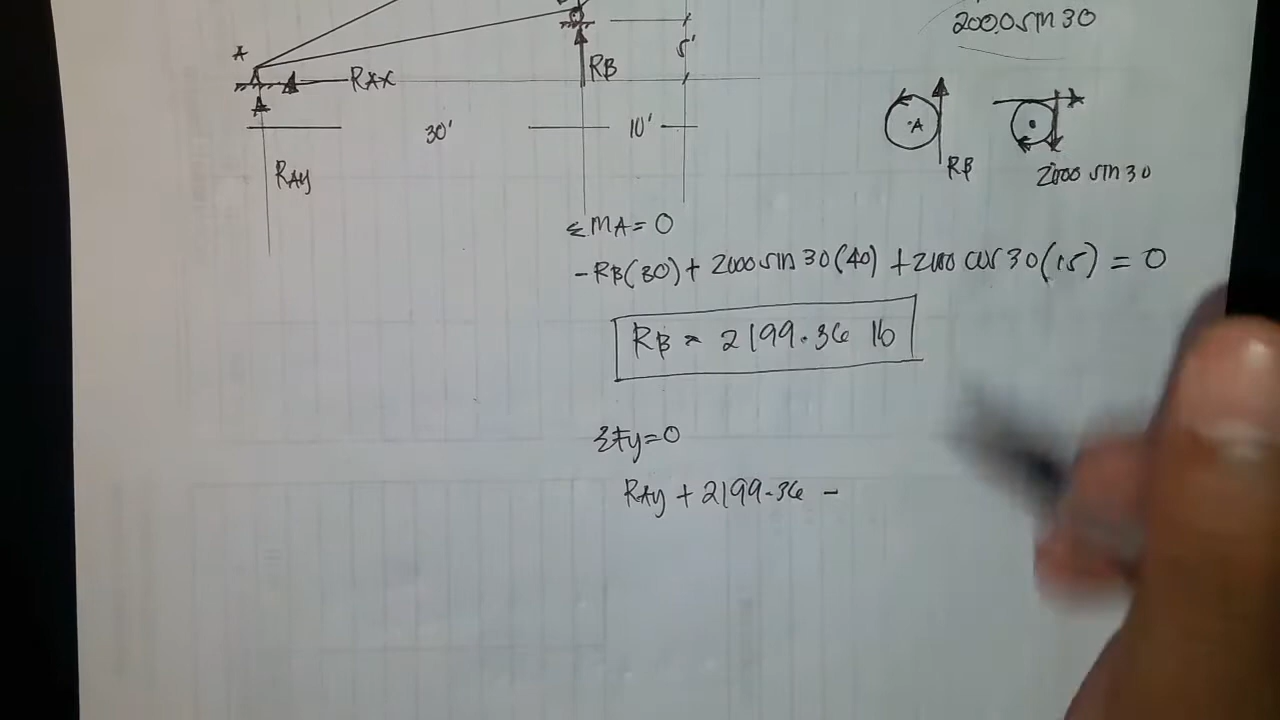 2000 sin 30
A
5'
RAX
RB
30'
10'
RAY
A
RB
2000 sin 30
ΣMA = 0
-RB(30) + 2000 sin 30(40) + 2000 cos 30(15) = 0
RB = 2199.36 lb
ΣFy = 0
RAY + 2199.36 -